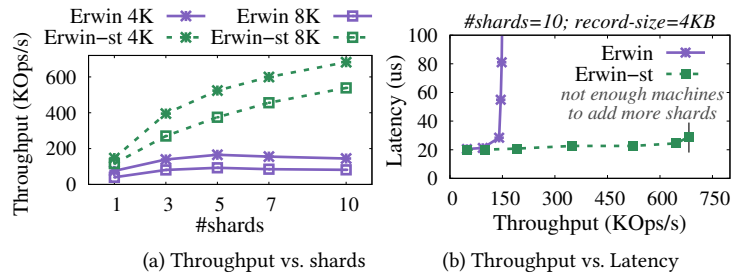 Erwin 4K
Erwin 8K
Erwin−st 4K
Erwin−st 8K
Throughput (KOps/s)
600
400
200
0
1
3
5
7
10
#shards
(a) Throughput vs. shards
#shards=10; record-size=4KB
Latency (us)
100
80
60
40
20
0
Erwin
Erwin−st
not enough machines
to add more shards
0
150
300
450
600
750
Throughput (KOps/s)
(b) Throughput vs. Latency